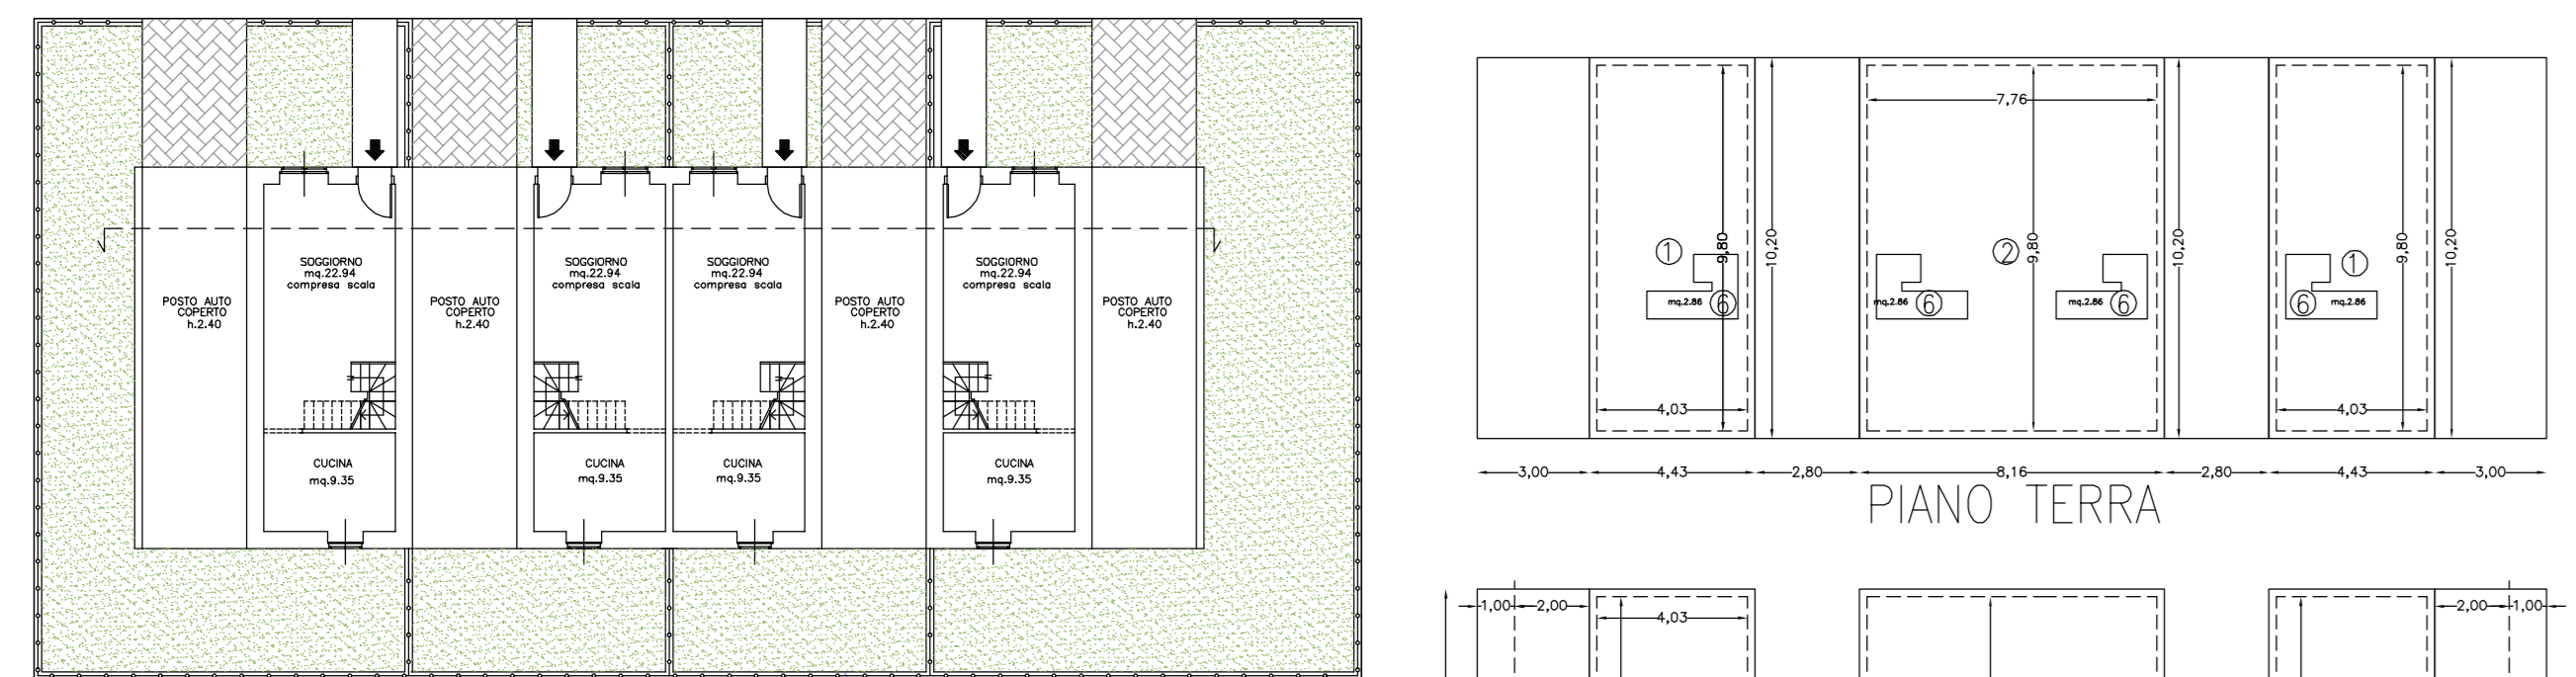 SOGGIORNO
mq.22.94
compresa scala
SOGGIORNO
mq.22.94
compresa scala
SOGGIORNO
mq.22.94
compresa scala
SOGGIORNO
mq.22.94
compresa scala
POSTO AUTO
COPERTO
h.2.40
POSTO AUTO
COPERTO
h.2.40
POSTO AUTO
COPERTO
h.2.40
POSTO AUTO
COPERTO
h.2.40
CUCINA
mq.9.35
CUCINA
mq.9.35
CUCINA
mq.9.35
CUCINA
mq.9.35
7,76
1
9,80
10,20
2
9,80
10,20
1
9,80
10,20
mq.2.86 6
mq.2.86 6
mq.2.86 6
6 mq.2.86
4,03
4,03
3,00 4,43 2,80 8,16 2,80 4,43 3,00
PIANO TERRA
1,00 2,00
4,03
2,00 1,00